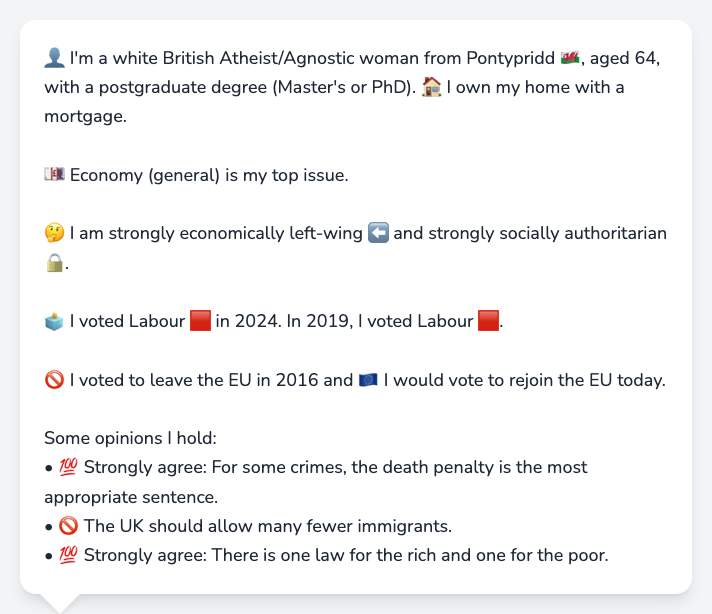 👤 I'm a white British Atheist/Agnostic woman from Pontypridd 🏴󠁧󠁢󠁷󠁬󠁳󠁿, aged 64,
with a postgraduate degree (Master's or PhD). 🏠 I own my home with a
mortgage.
💷 Economy (general) is my top issue.
🤔 I am strongly economically left-wing ⬅️ and strongly socially authoritarian
🔒.
🗳️ I voted Labour 🟥 in 2024. In 2019, I voted Labour 🟥.
🚫 I voted to leave the EU in 2016 and 🇪🇺 I would vote to rejoin the EU today.
Some opinions I hold:
• 💯 Strongly agree: For some crimes, the death penalty is the most
appropriate sentence.
• 🚫 The UK should allow many fewer immigrants.
• 💯 Strongly agree: There is one law for the rich and one for the poor.